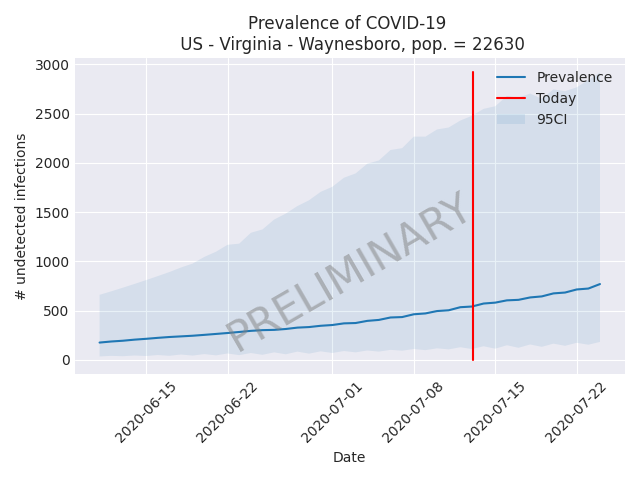 Prevalence of COVID-19
US - Virginia - Waynesboro, pop. = 22630
3000
2500
2000
1500
1000
500
0
# undetected infections
Prevalence
Today
95CI
PRELIMINARY
2020-06-15
2020-06-22
2020-07-01
2020-07-08
2020-07-15
2020-07-22
Date